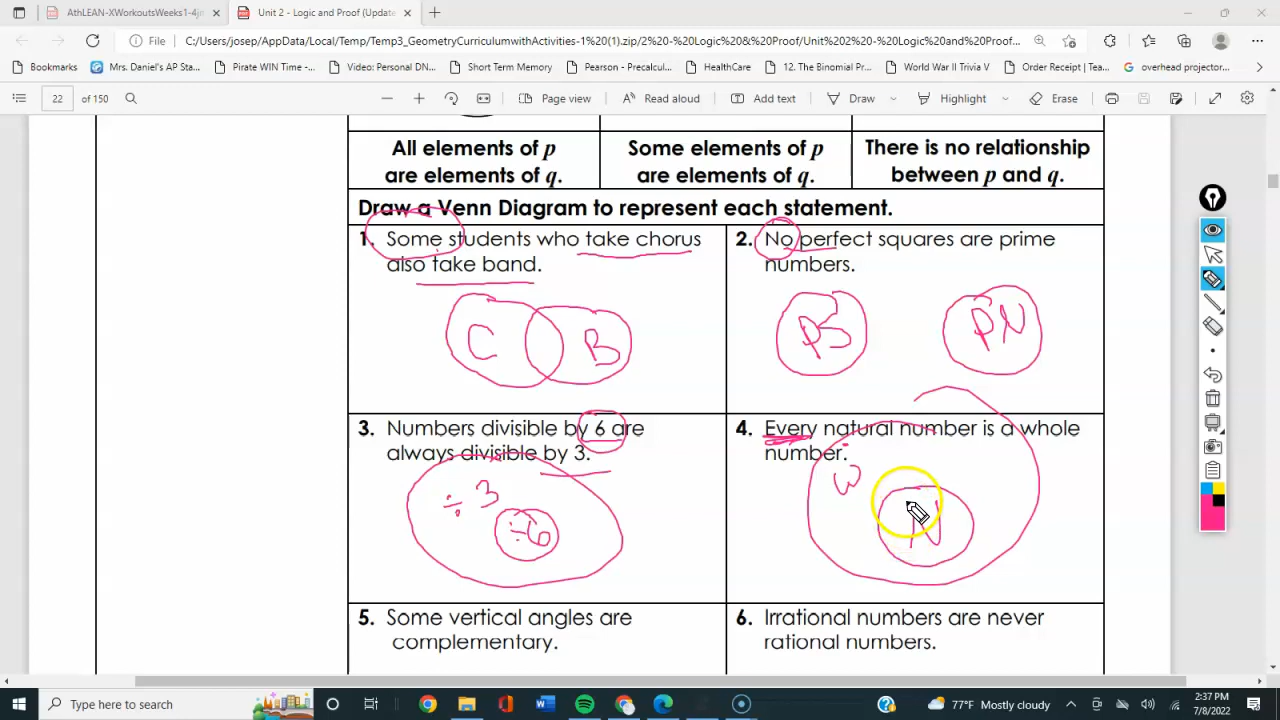 AthLEAN-XWorkoutsWeeks1-4jn
Unit 2 - Logic and Proof (Update
File
C:/Users/josep/AppData/Local/Temp/Temp3_GeometryCurriculumwithActivities-1%20(1).zip/2%20-%20Logic%20&%20Proof/Unit%202%20-%20Logic%20and%20Proof...
Bookmarks
Mrs. Daniel's AP Sta...
Pirate WIN Time -...
Video: Personal DN...
Short Term Memory
Pearson - Precalcul...
HealthCare
12. The Binomial Pr...
World War II Trivia V
Order Receipt | Tea...
overhead projector...
22 of 150
Page view
Read aloud
Add text
Draw
Highlight
Erase
All elements of p
are elements of q.
Some elements of p
are elements of q.
There is no relationship
between p and q.
Draw a Venn Diagram to represent each statement.
1. Some students who take chorus
also take band.
C B
2. No perfect squares are prime
numbers.
PS PN
3. Numbers divisible by 6 are
always divisible by 3.
÷ 3
÷6
4. Every natural number is a whole
number.
W
N
5. Some vertical angles are
complementary.
6. Irrational numbers are never
rational numbers.
Type here to search
77°F Mostly cloudy
2:37 PM
7/8/2022